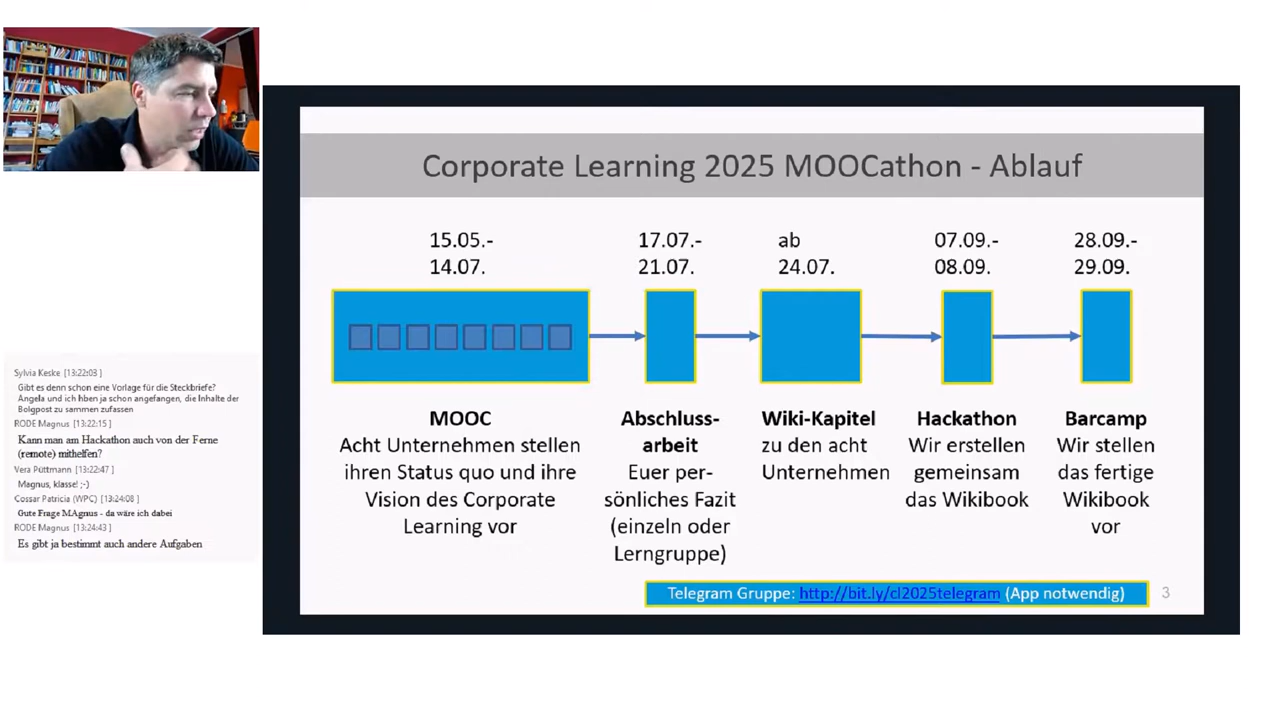 Corporate Learning 2025 MOOCathon - Ablauf
15.05.-
14.07.
17.07.-
21.07.
ab
24.07.
07.09.-
08.09.
28.09.-
29.09.
MOOC
Acht Unternehmen stellen
ihren Status quo und ihre
Vision des Corporate
Learning vor
Abschluss-
arbeit
Euer per-
sönliches Fazit
(einzeln oder
Lerngruppe)
Wiki-Kapitel
zu den acht
Unternehmen
Hackathon
Wir erstellen
gemeinsam
das Wikibook
Barcamp
Wir stellen
das fertige
Wikibook
vor
Telegram Gruppe: http://bit.ly/cl2025telegram (App notwendig)
3
Sylvia Keske [13:22:03 ]
Gibt es denn schon eine Vorlage für die Steckbriefe?
Angela und ich hben ja schon angefangen, die Inhalte der
Bolgpost zu sammen zufassen
RODE Magnus [13:22:15 ]
Kann man am Hackathon auch von der Ferne
(remote) mithelfen?
Vera Püttmann [13:22:47 ]
Magnus, klasse! ;-)
Cossar Patricia (WPC) [13:24:08 ]
Gute Frage MAgnus - da wäre ich dabei
RODE Magnus [13:24:43 ]
Es gibt ja bestimmt auch andere Aufgaben